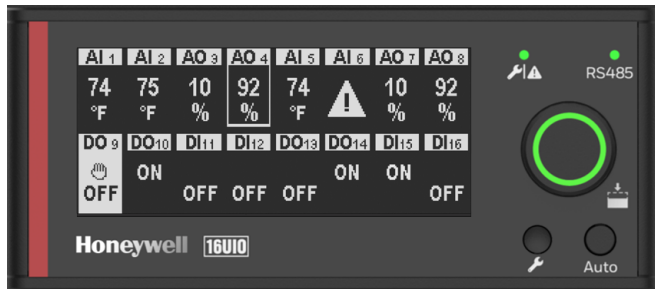 AI 1 AI 2 AO 3 AO 4 AI 5 AI 6 AO 7 AO 8
74 75 10 92 74 10 92
°F °F % % °F % %
DO 9 DO10 DI11 DI12 DO13 DO14 DI15 DI16
ON ON ON
OFF OFF OFF OFF OFF
RS485
Honeywell 16UIO
Auto